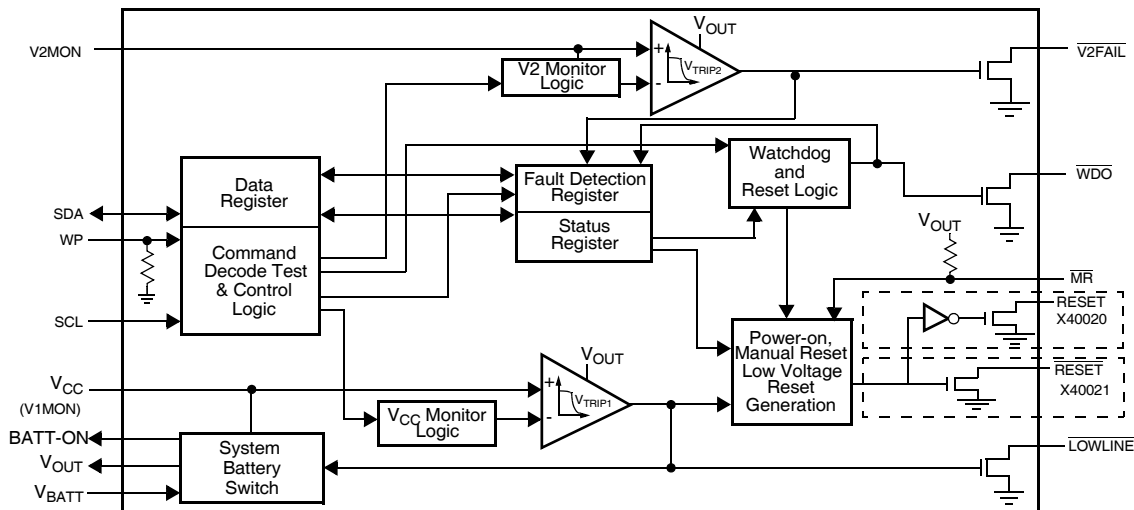 V2MON
V2 Monitor
Logic
+
-
VTRIP2
VOUT
V2FAIL
Data
Register
Command
Decode Test
& Control
Logic
SDA
WP
SCL
Fault Detection
Register
Status
Register
Watchdog
and
Reset Logic
WDO
VOUT
MR
Power-on,
Manual Reset
Low Voltage
Reset
Generation
RESET
X40020
RESET
X40021
VCC
(V1MON)
VCC Monitor
Logic
+
-
VTRIP1
VOUT
BATT-ON
VOUT
VBATT
System
Battery
Switch
LOWLINE